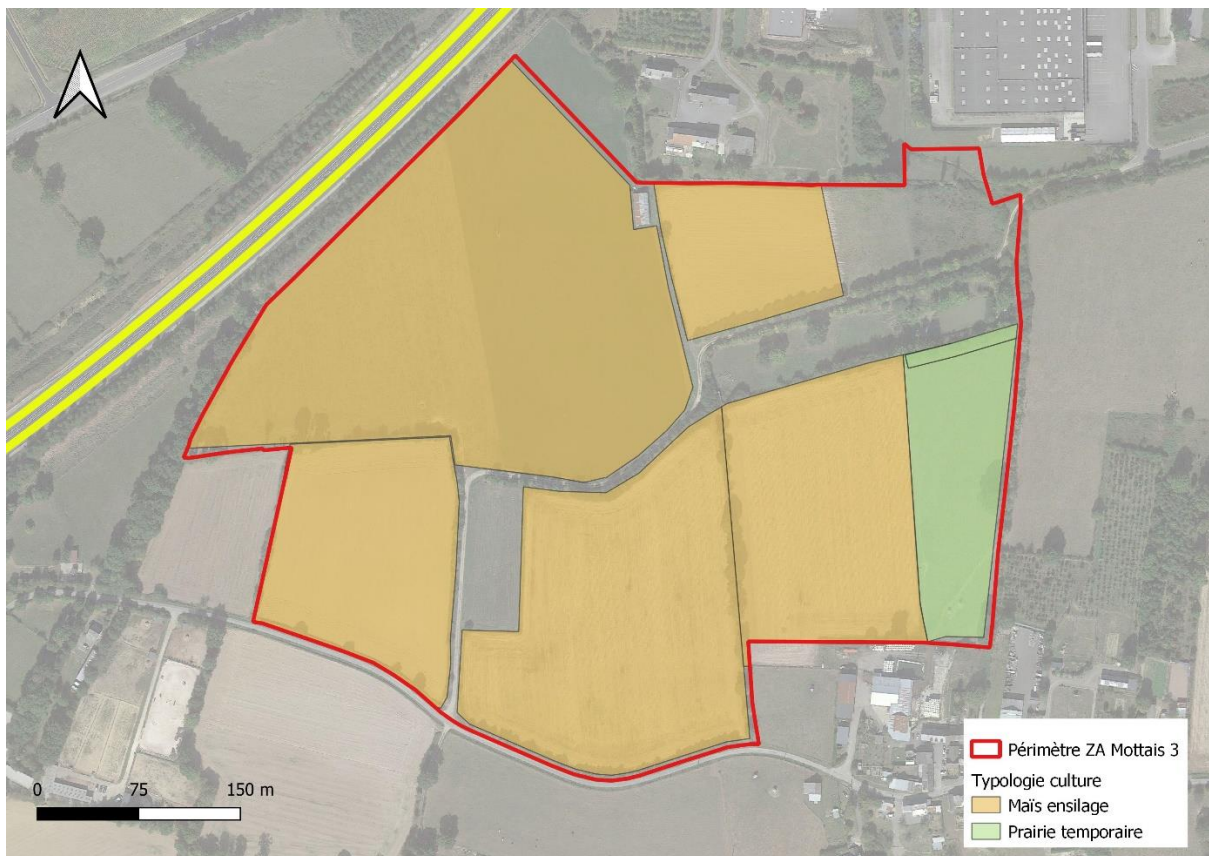 0 75 150 m
Périmètre ZA Mottais 3
Typologie culture
Maïs ensilage
Prairie temporaire